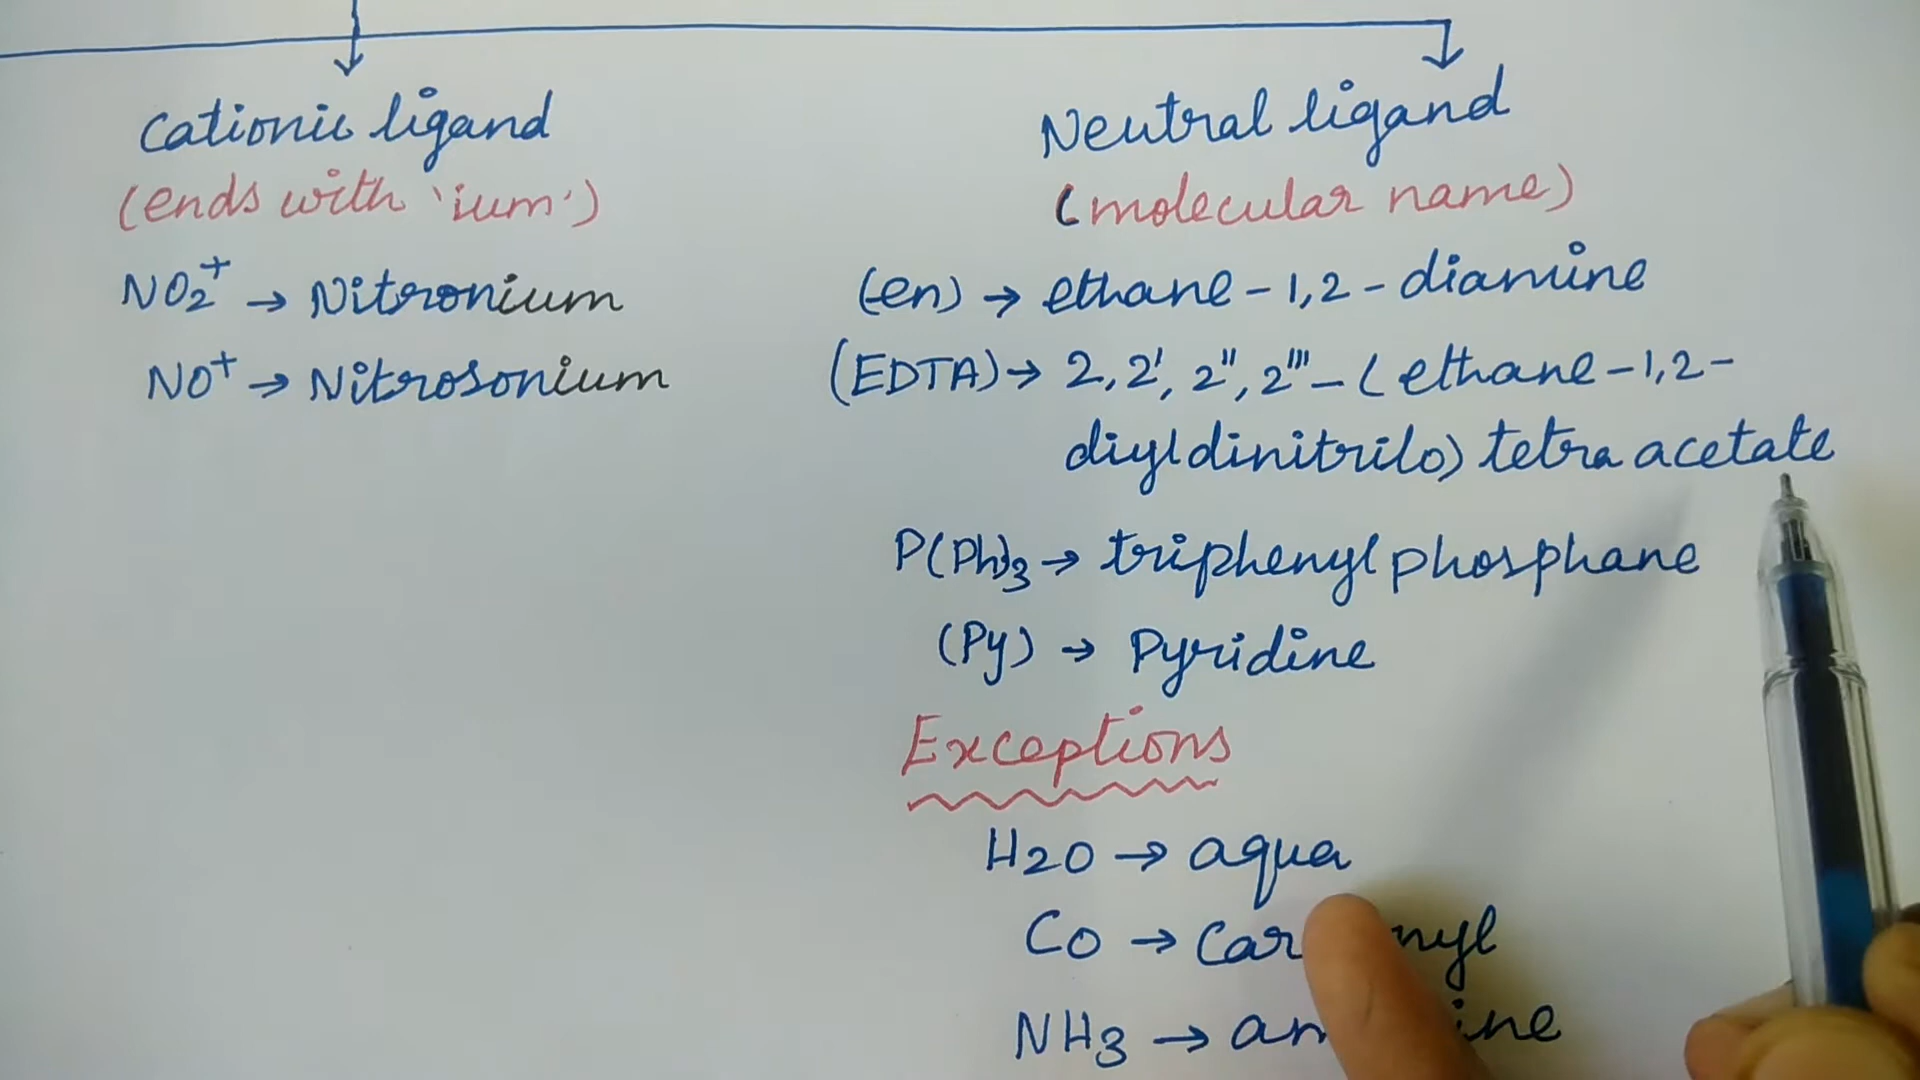 Cationic ligand
(ends with 'ium')
NO2+ → Nitronium
NO+ → Nitrosonium
Neutral ligand
(molecular name)
(en) → ethane-1,2-diamine
(EDTA) → 2,2',2'',2'''-(ethane-1,2-
diyldinitrilo) tetra acetate
P(Ph)3 → triphenyl phosphane
(Py) → Pyridine
Exceptions
H2O → aqua
CO →
NH3 →